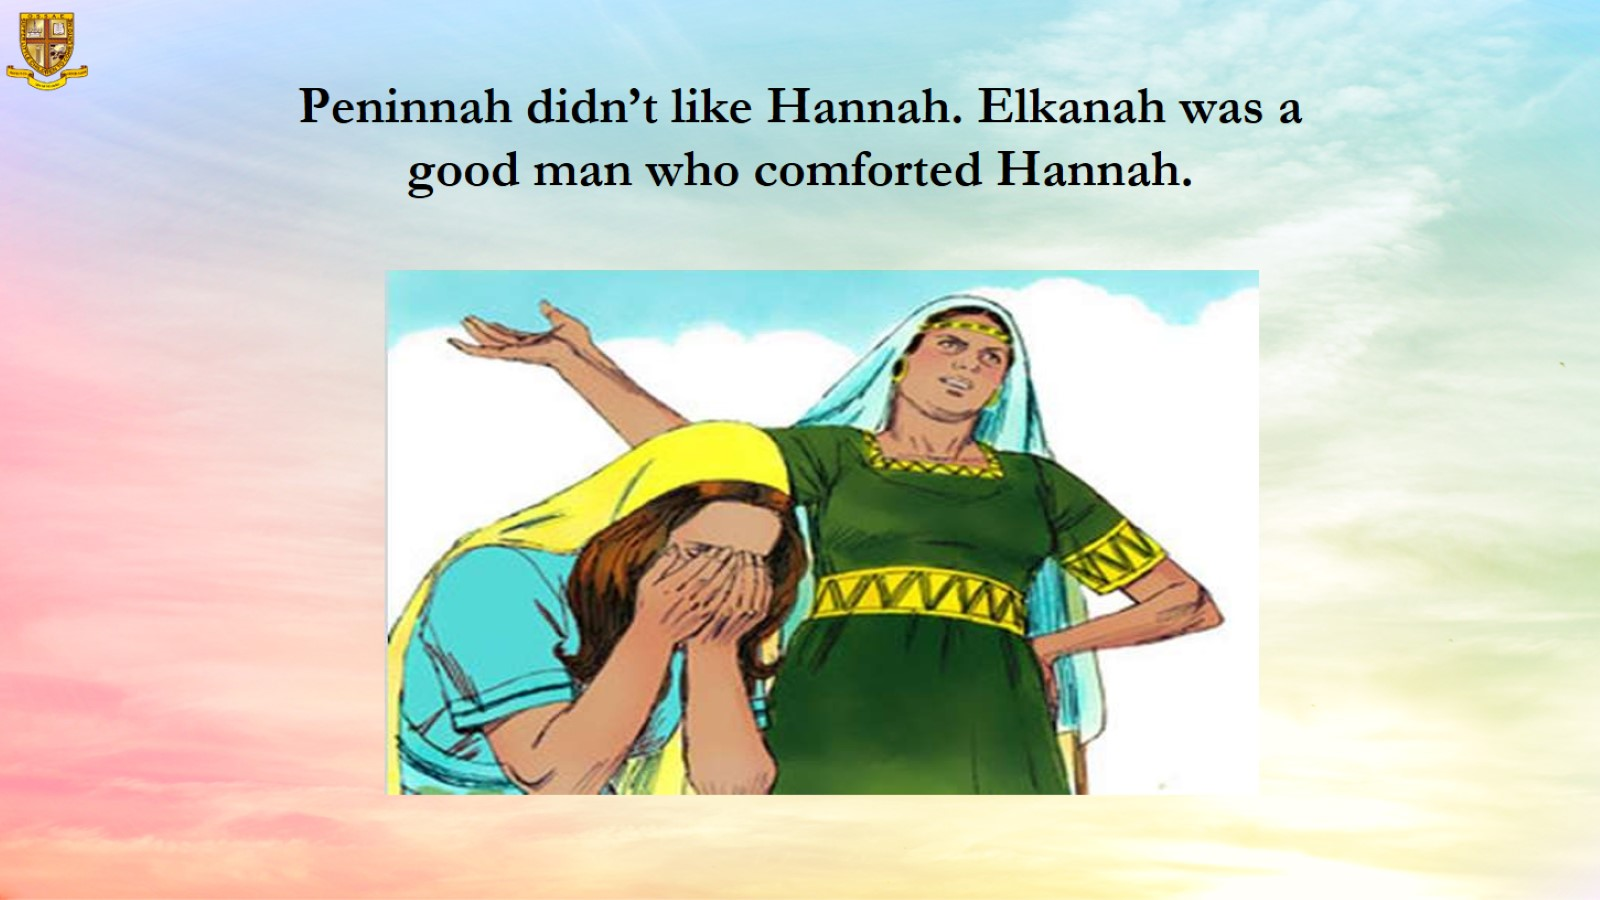 O.S.S.A.E
Peninnah didn’t like Hannah. Elkanah was a
good man who comforted Hannah.